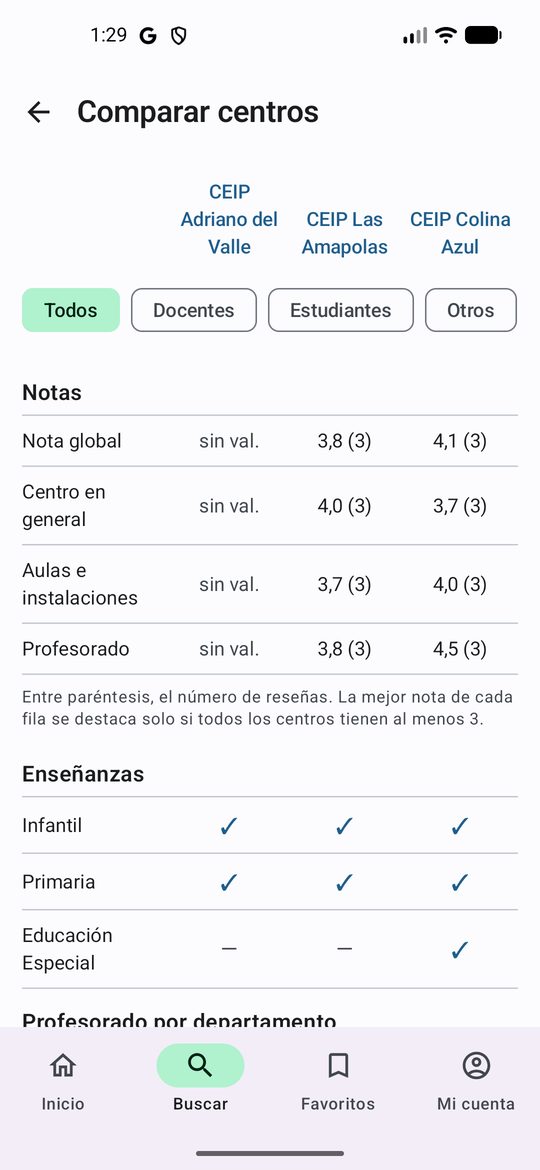 1:29
Comparar centros
CEIP
Adriano del
Valle
CEIP Las
Amapolas
CEIP Colina
Azul
Todos
Docentes
Estudiantes
Otros
Notas
Nota global sin val. 3,8 (3) 4,1 (3)
Centro en
general sin val. 4,0 (3) 3,7 (3)
Aulas e
instalaciones sin val. 3,7 (3) 4,0 (3)
Profesorado sin val. 3,8 (3) 4,5 (3)
Entre paréntesis, el número de reseñas. La mejor nota de cada
fila se destaca solo si todos los centros tienen al menos 3.
Enseñanzas
Infantil ✓ ✓ ✓
Primaria ✓ ✓ ✓
Educación
Especial – – ✓
Profesorado por departamento
Inicio
Buscar
Favoritos
Mi cuenta